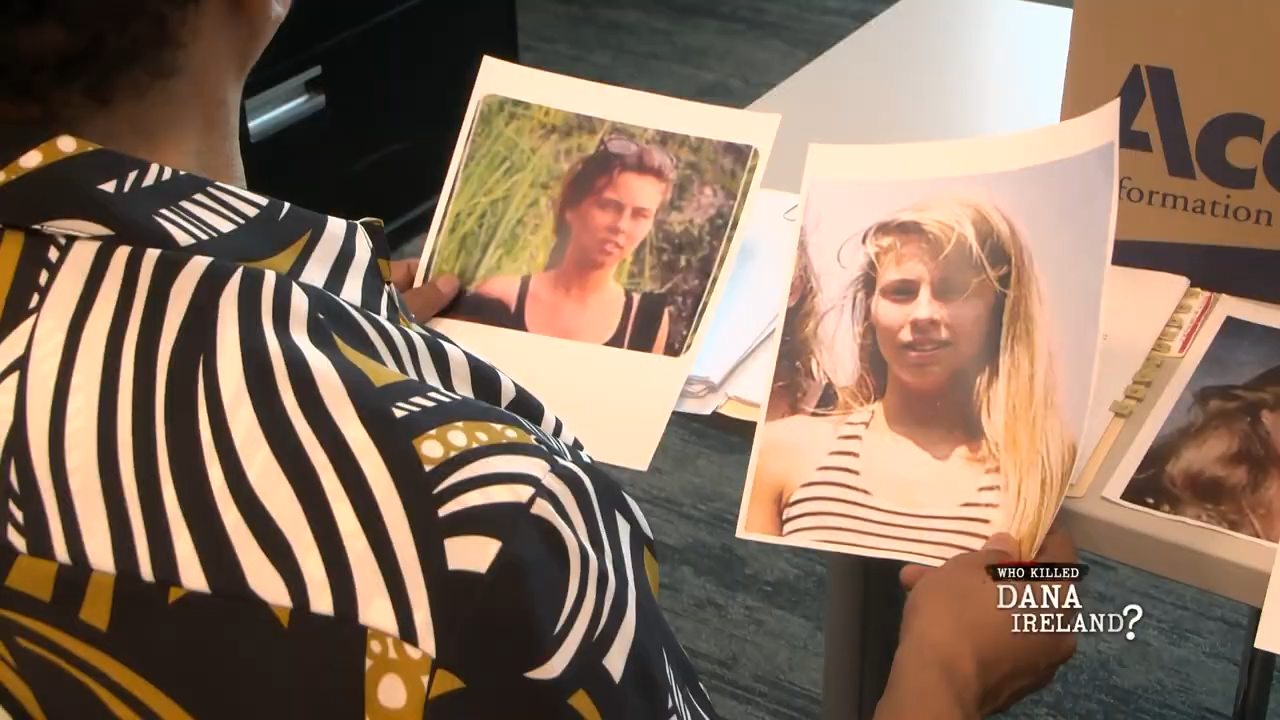 Acc
formation
WHO KILLED
DANA
IRELAND?